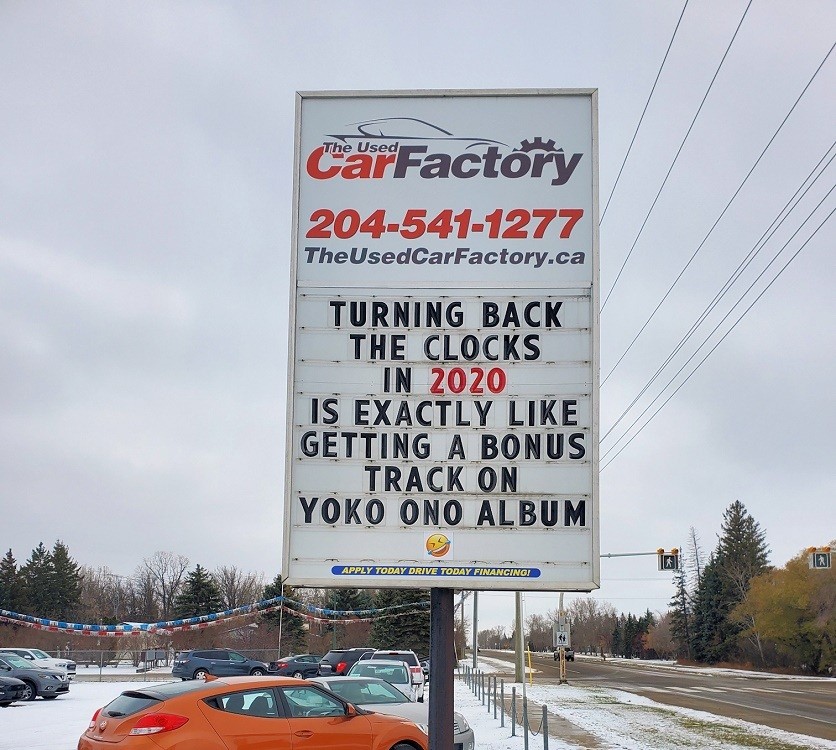 The Used
CarFactory
204-541-1277
TheUsedCarFactory.ca
TURNING BACK
THE CLOCKS
IN 2020
IS EXACTLY LIKE
GETTING A BONUS
TRACK ON
YOKO ONO ALBUM
APPLY TODAY DRIVE TODAY FINANCING!